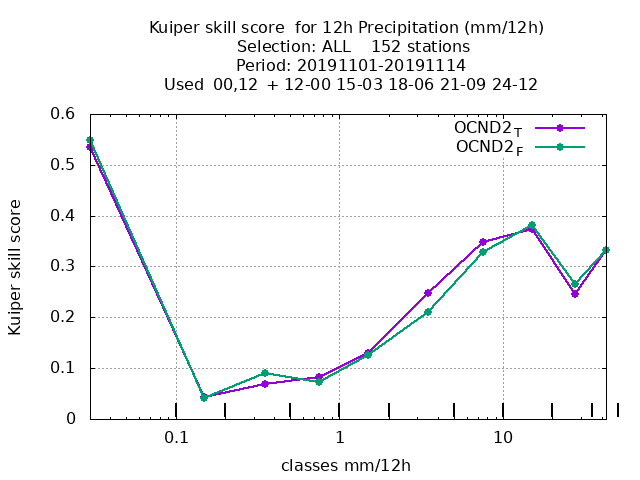 Kuiper skill score  for 12h Precipitation (mm/12h)
Selection: ALL    152 stations
Period: 20191101-20191114
Used  00,12  + 12-00 15-03 18-06 21-09 24-12
OCND2T
OCND2F
0.6
0.5
0.4
0.3
0.2
0.1
0
Kuiper skill score
0.1 1 10
classes mm/12h